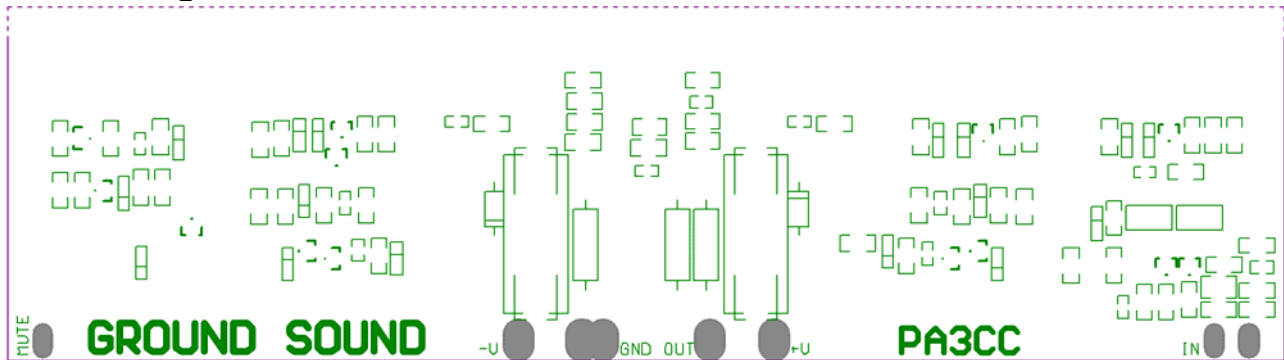 MUTE
GROUND SOUND
-V
GND OUT
+V
PA3CC
IN